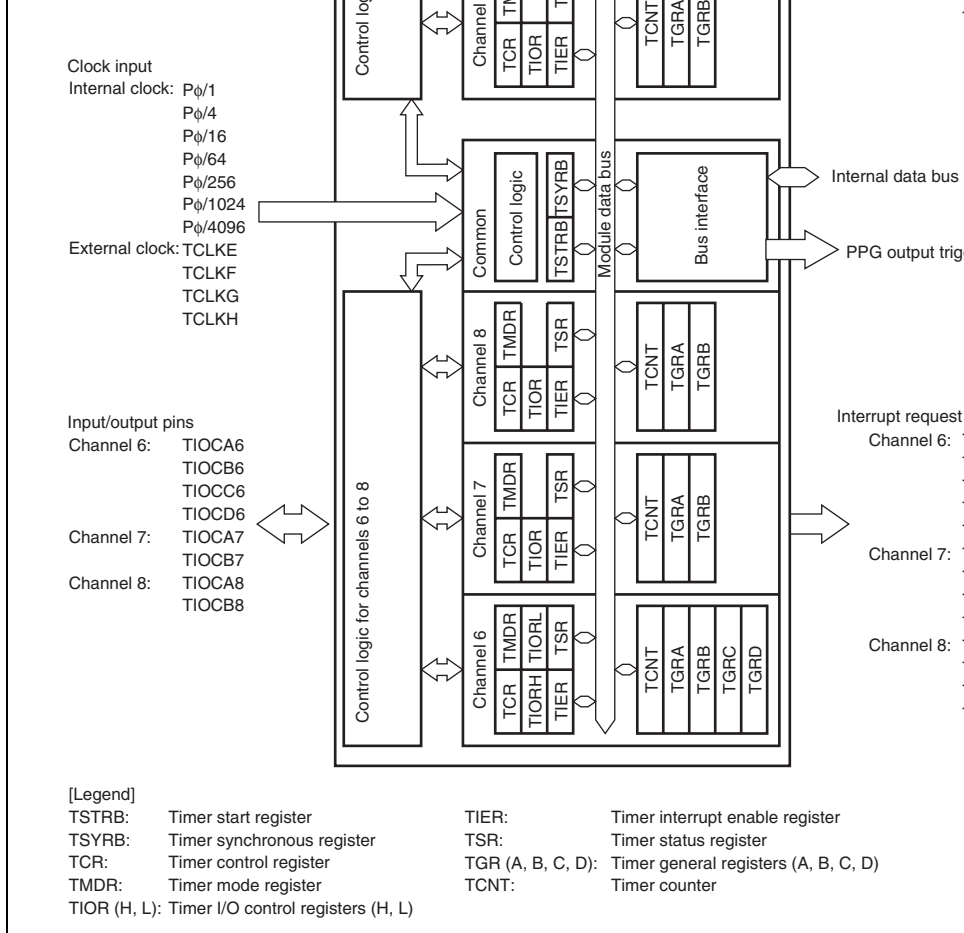 Clock input
Internal clock: Pϕ/1
Pϕ/4
Pϕ/16
Pϕ/64
Pϕ/256
Pϕ/1024
Pϕ/4096
External clock: TCLKE
TCLKF
TCLKG
TCLKH
Input/output pins
Channel 6: TIOCA6
TIOCB6
TIOCC6
TIOCD6
Channel 7: TIOCA7
TIOCB7
Channel 8: TIOCA8
TIOCB8
Control
Channel
TCR
TIOR
TIER
TCNT
TGRA
TGRB
Common
Control logic
TSTRB
TSYRB
Module data bus
Bus interface
Internal data bus
PPG output
Control logic for channels 6 to 8
Channel 8
TCR
TMDR
TIOR
TIER
TSR
TCNT
TGRA
TGRB
Channel 7
TCR
TMDR
TIOR
TIER
TSR
TCNT
TGRA
TGRB
Channel 6
TCR
TMDR
TIORH
TIORL
TIER
TSR
TCNT
TGRA
TGRB
TGRC
TGRD
Interrupt request
Channel 6:
Channel 7:
Channel 8:
[Legend]
TSTRB: Timer start register
TSYRB: Timer synchronous register
TCR: Timer control register
TMDR: Timer mode register
TIOR (H, L): Timer I/O control registers (H, L)
TIER: Timer interrupt enable register
TSR: Timer status register
TGR (A, B, C, D): Timer general registers (A, B, C, D)
TCNT: Timer counter